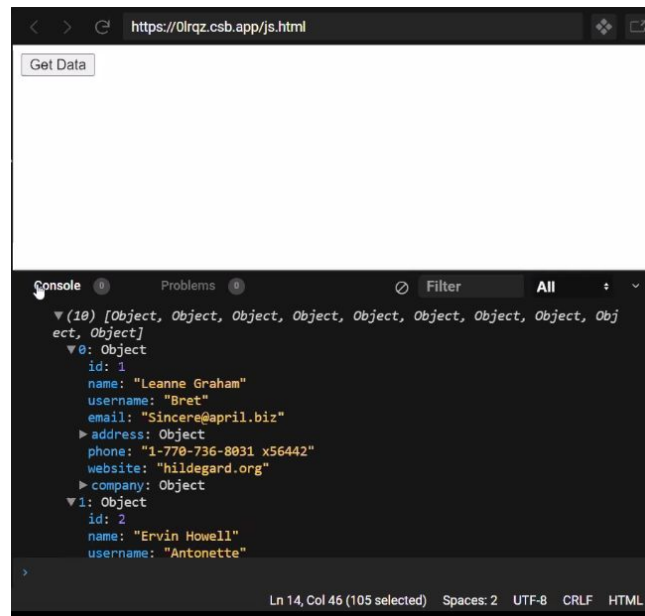 https://0lrqz.csb.app/js.html
Get Data
Console 0 Problems 0 Filter All
▼(10) [Object, Object, Object, Object, Object, Object, Object, Object, Obj
ect, Object]
▼0: Object
id: 1
name: "Leanne Graham"
username: "Bret"
email: "Sincere@april.biz"
▶address: Object
phone: "1-770-736-8031 x56442"
website: "hildegard.org"
▶company: Object
▼1: Object
id: 2
name: "Ervin Howell"
username: "Antonette"
›
Ln 14, Col 46 (105 selected) Spaces: 2 UTF-8 CRLF HTML